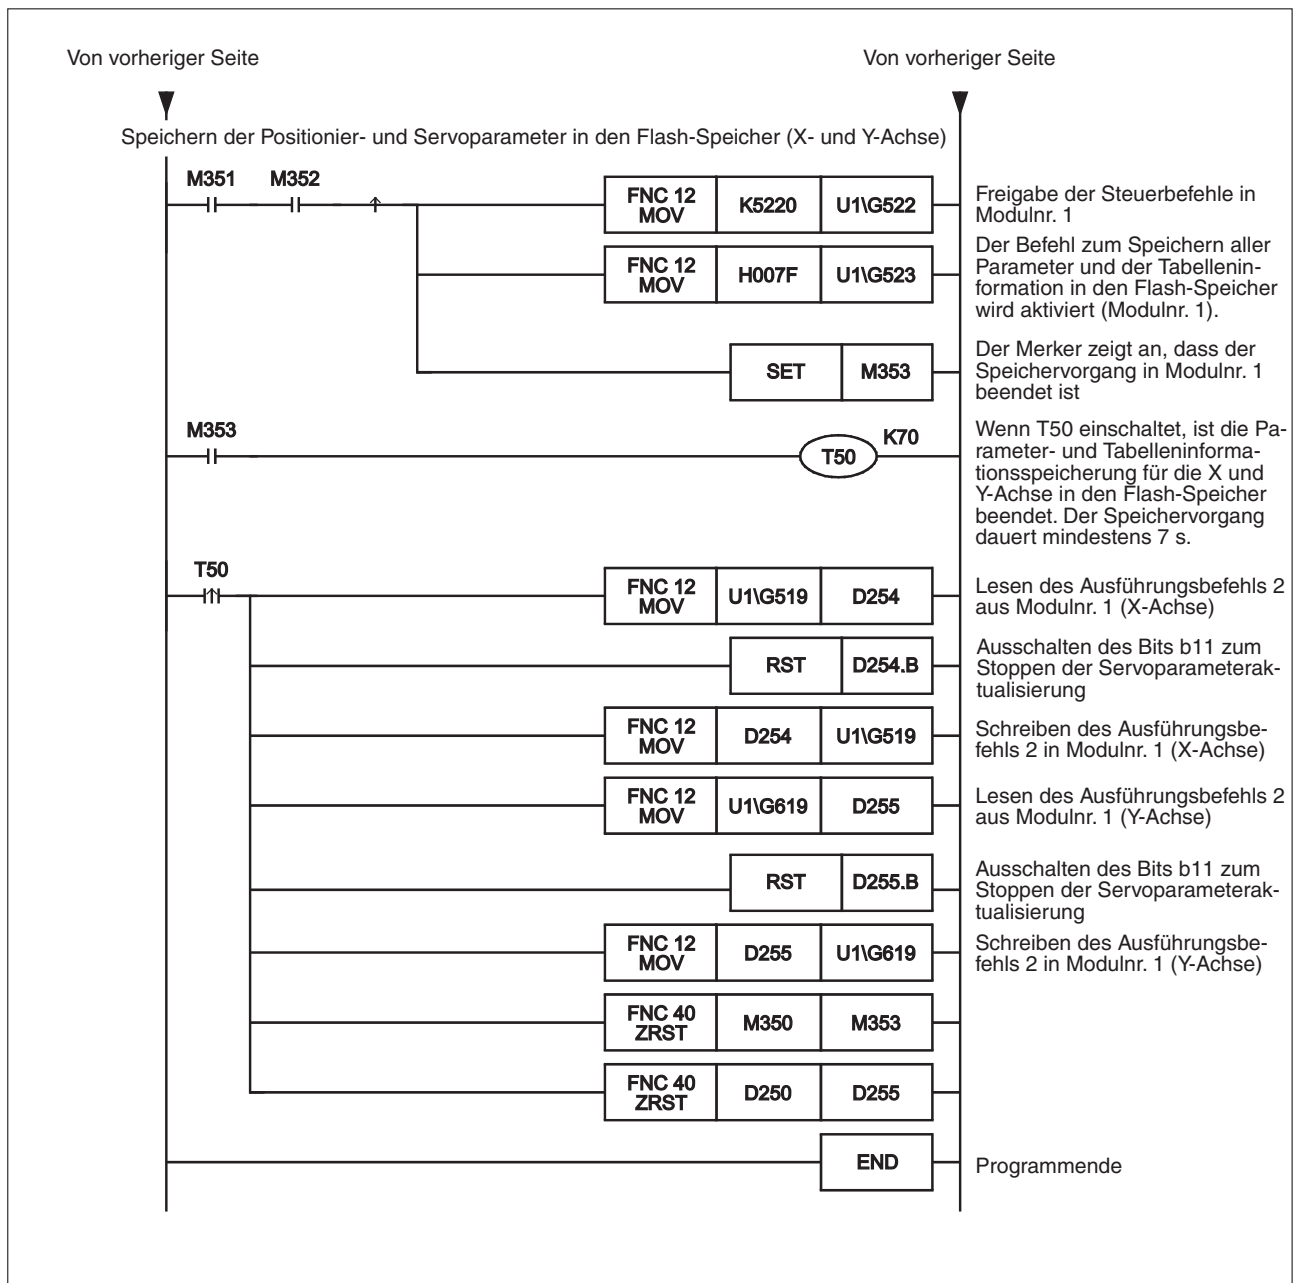 Von vorheriger Seite
Von vorheriger Seite
Speichern der Positionier- und Servoparameter in den Flash-Speicher (X- und Y-Achse)
M351
M352
FNC 12
MOV
K5220
U1\G522
Freigabe der Steuerbefehle in
Modulnr. 1
FNC 12
MOV
H007F
U1\G523
Der Befehl zum Speichern aller
Parameter und der Tabellenin-
formation in den Flash-Speicher
wird aktiviert (Modulnr. 1).
SET
M353
Der Merker zeigt an, dass der
Speichervorgang in Modulnr. 1
beendet ist
M353
T50
K70
Wenn T50 einschaltet, ist die Pa-
rameter- und Tabelleninforma-
tionsspeicherung für die X und
Y-Achse in den Flash-Speicher
beendet. Der Speichervorgang
dauert mindestens 7 s.
T50
FNC 12
MOV
U1\G519
D254
Lesen des Ausführungsbefehls 2
aus Modulnr. 1 (X-Achse)
RST
D254.B
Ausschalten des Bits b11 zum
Stoppen der Servoparameterak-
tualisierung
FNC 12
MOV
D254
U1\G519
Schreiben des Ausführungsbe-
fehls 2 in Modulnr. 1 (X-Achse)
FNC 12
MOV
U1\G619
D255
Lesen des Ausführungsbefehls 2
aus Modulnr. 1 (Y-Achse)
RST
D255.B
Ausschalten des Bits b11 zum
Stoppen der Servoparameterak-
tualisierung
FNC 12
MOV
D255
U1\G619
Schreiben des Ausführungsbe-
fehls 2 in Modulnr. 1 (Y-Achse)
FNC 40
ZRST
M350
M353
FNC 40
ZRST
D250
D255
END
Programmende